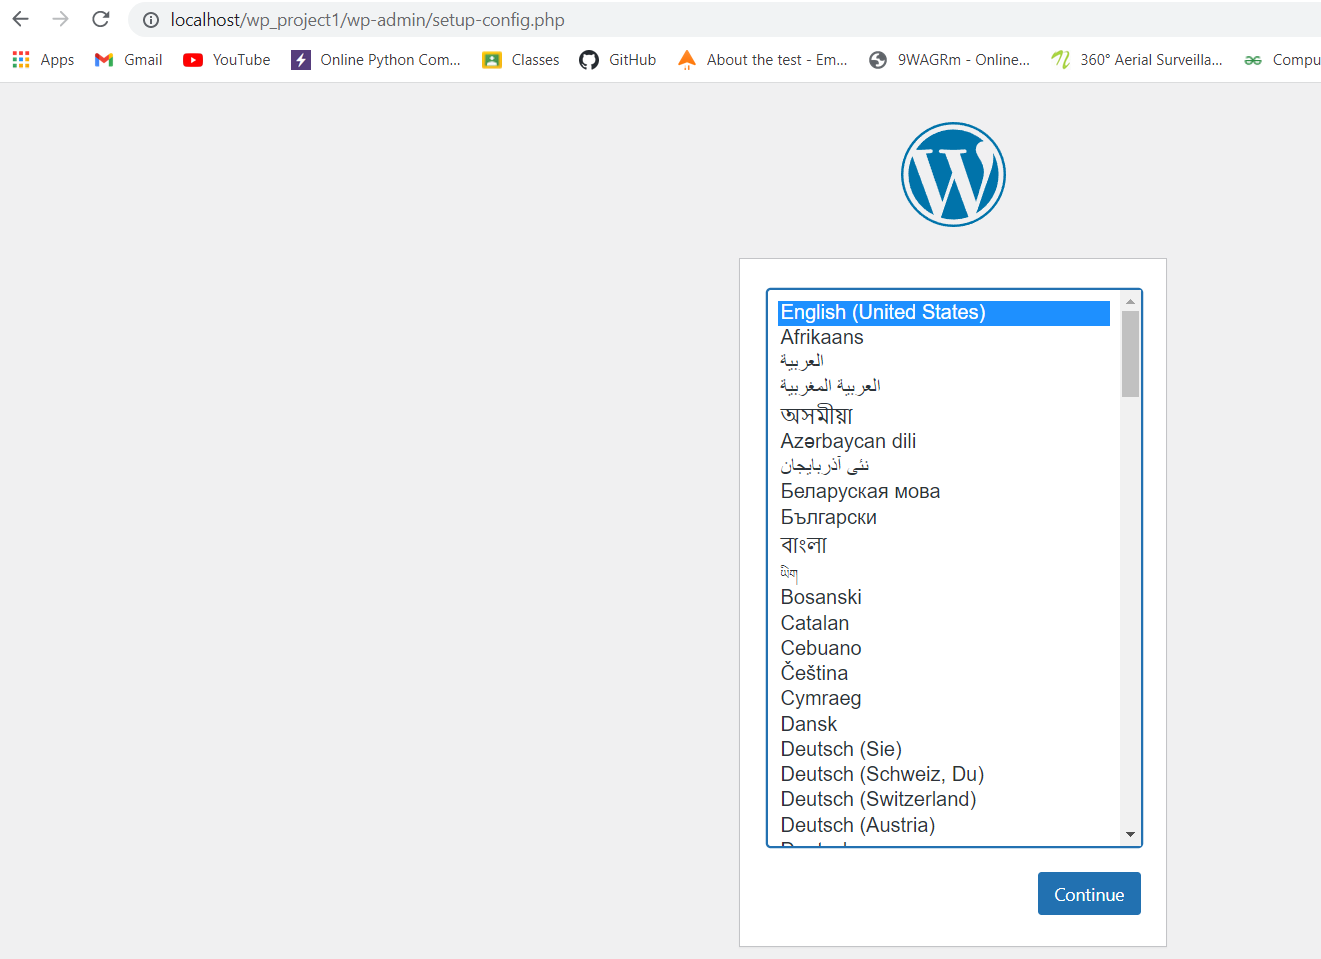 localhost/wp_project1/wp-admin/setup-config.php
Apps Gmail YouTube Online Python Com... Classes GitHub About the test - Em... 9WAGRm - Online... 360° Aerial Surveilla... Compu
English (United States)
Afrikaans
العربية
العربية المغربية
অসমীয়া
Azərbaycan dili
گؤنئی آذربایجان
Беларуская мова
Български
বাংলা
Bosanski
Catalan
Cebuano
Čeština
Cymraeg
Dansk
Deutsch (Sie)
Deutsch (Schweiz, Du)
Deutsch (Switzerland)
Deutsch (Austria)
Continue